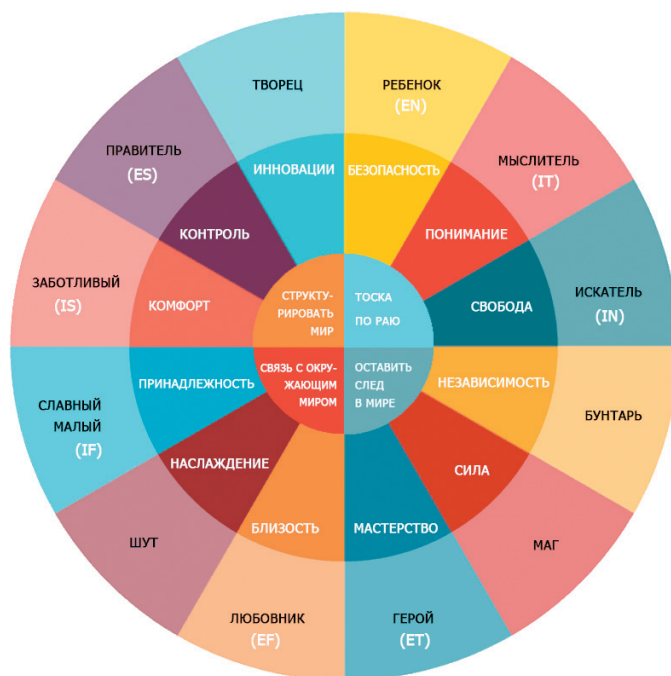 ТВОРЕЦ
РЕБЕНОК
(EN)
ПРАВИТЕЛЬ
(ES)
МЫСЛИТЕЛЬ
(IT)
ИННОВАЦИИ
БЕЗОПАСНОСТЬ
КОНТРОЛЬ
ПОНИМАНИЕ
ЗАБОТЛИВЫЙ
(IS)
КОМФОРТ
СТРУКТУ-
РИРОВАТЬ
МИР
ТОСКА
ПО РАЮ
СВОБОДА
ИСКАТЕЛЬ
(IN)
СЛАВНЫЙ
МАЛЫЙ
(IF)
ПРИНАДЛЕЖНОСТЬ
СВЯЗЬ С ОКРУ-
ЖАЮЩИМ
МИРОМ
ОСТАВИТЬ
СЛЕД
В МИРЕ
НЕЗАВИСИМОСТЬ
БУНТАРЬ
НАСЛАЖДЕНИЕ
СИЛА
БЛИЗОСТЬ
МАСТЕРСТВО
ШУТ
МАГ
ЛЮБОВНИК
(EF)
ГЕРОЙ
(ET)